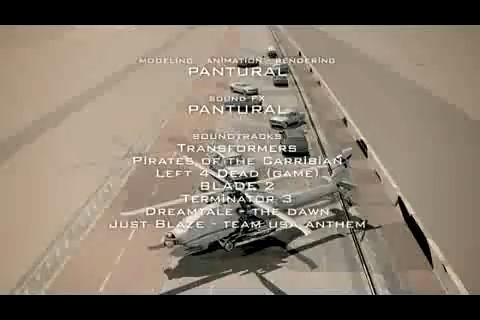 MODELING ANIMATION RENDERING
PANTURAL
SOUND FX
PANTURAL
SOUNDTRACKS
TRANSFORMERS
PIRATES OF THE CARRIBIAN
LEFT 4 DEAD (GAME)
BLADE 2
TERMINATOR 3
DREAMTALE - THE DAWN
JUST BLAZE - TEAM USA ANTHEM